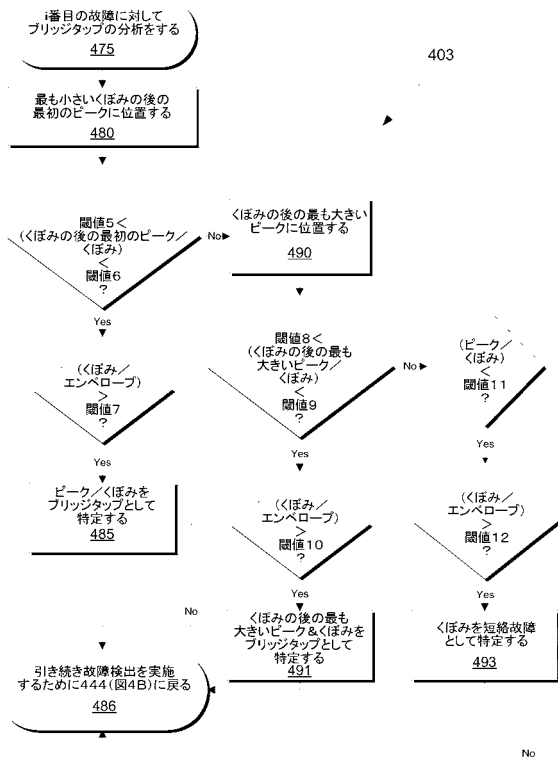 i番目の故障に対して
ブリッジタップの分析をする
475
403
最も小さいくぼみの後の
最初のピークに位置する
480
閾値5<
(くぼみの後の最初のピーク/
くぼみ)
<
閾値6
?
No
くぼみの後の最も大きい
ピークに位置する
490
Yes
(くぼみ/
エンベロープ)
>
閾値7
?
閾値8<
(くぼみの後の最も
大きいピーク/
くぼみ)
<
閾値9
?
No
(ピーク/
くぼみ)
<
閾値11
?
Yes
Yes
Yes
ピーク/くぼみを
ブリッジタップとして
特定する
485
(くぼみ/
エンベロープ)
>
閾値10
?
(くぼみ/
エンベロープ)
>
閾値12
?
Yes
Yes
No
くぼみの後の最も
大きいピーク&くぼみを
ブリッジタップとして
特定する
491
くぼみを短絡故障
として特定する
493
引き続き故障検出を実施
するために444(図4B)に戻る
486
No